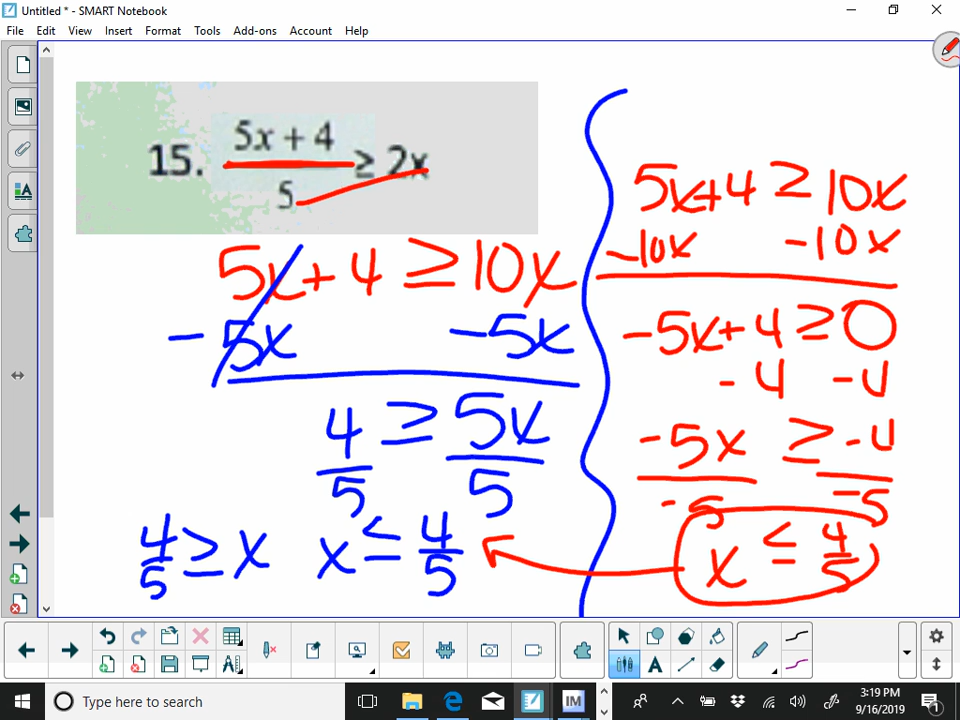 Untitled * - SMART Notebook
File Edit View Insert Format Tools Add-ons Account Help
15. 5x + 4 / 5 ≥ 2x
5x + 4 ≥ 10x
- 5x - 5x
4 ≥ 5x
5 5
4/5 ≥ x x ≤ 4/5
5x+4 ≥ 10x
-10x -10x
-5x+4 ≥ 0
-4 -4
-5x ≥ -4
-5 -5
x ≤ 4/5
Type here to search
3:19 PM
9/16/2019